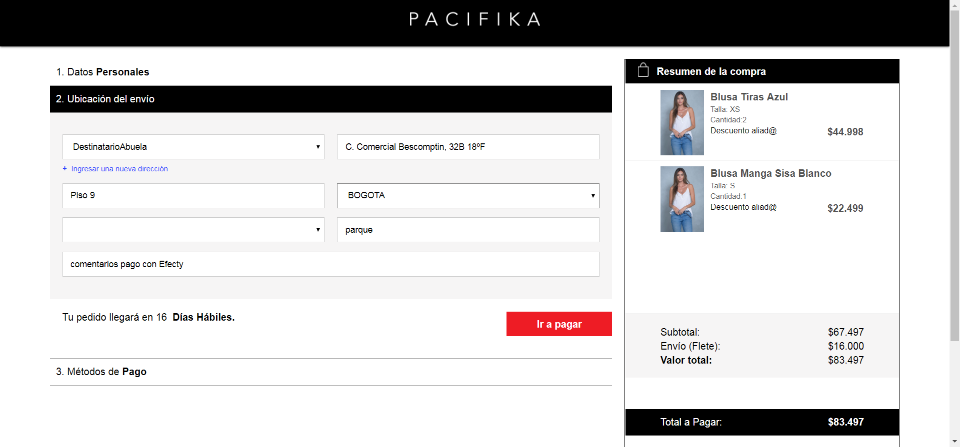 PACIFIKA
1. Datos Personales
2. Ubicación del envío
DestinatarioAbuela
C. Comercial Bescomptin, 32B 18ºF
+ Ingresar una nueva dirección
Piso 9
BOGOTA
parque
comentarios pago con Efecty
Tu pedido llegará en 16 Días Hábiles.
Ir a pagar
3. Métodos de Pago
Resumen de la compra
Blusa Tiras Azul
Talla: XS
Cantidad:2
Descuento aliad@
$44.998
Blusa Manga Sisa Blanco
Talla: S
Cantidad:1
Descuento aliad@
$22.499
Subtotal: $67.497
Envío (Flete): $16.000
Valor total: $83.497
Total a Pagar: $83.497